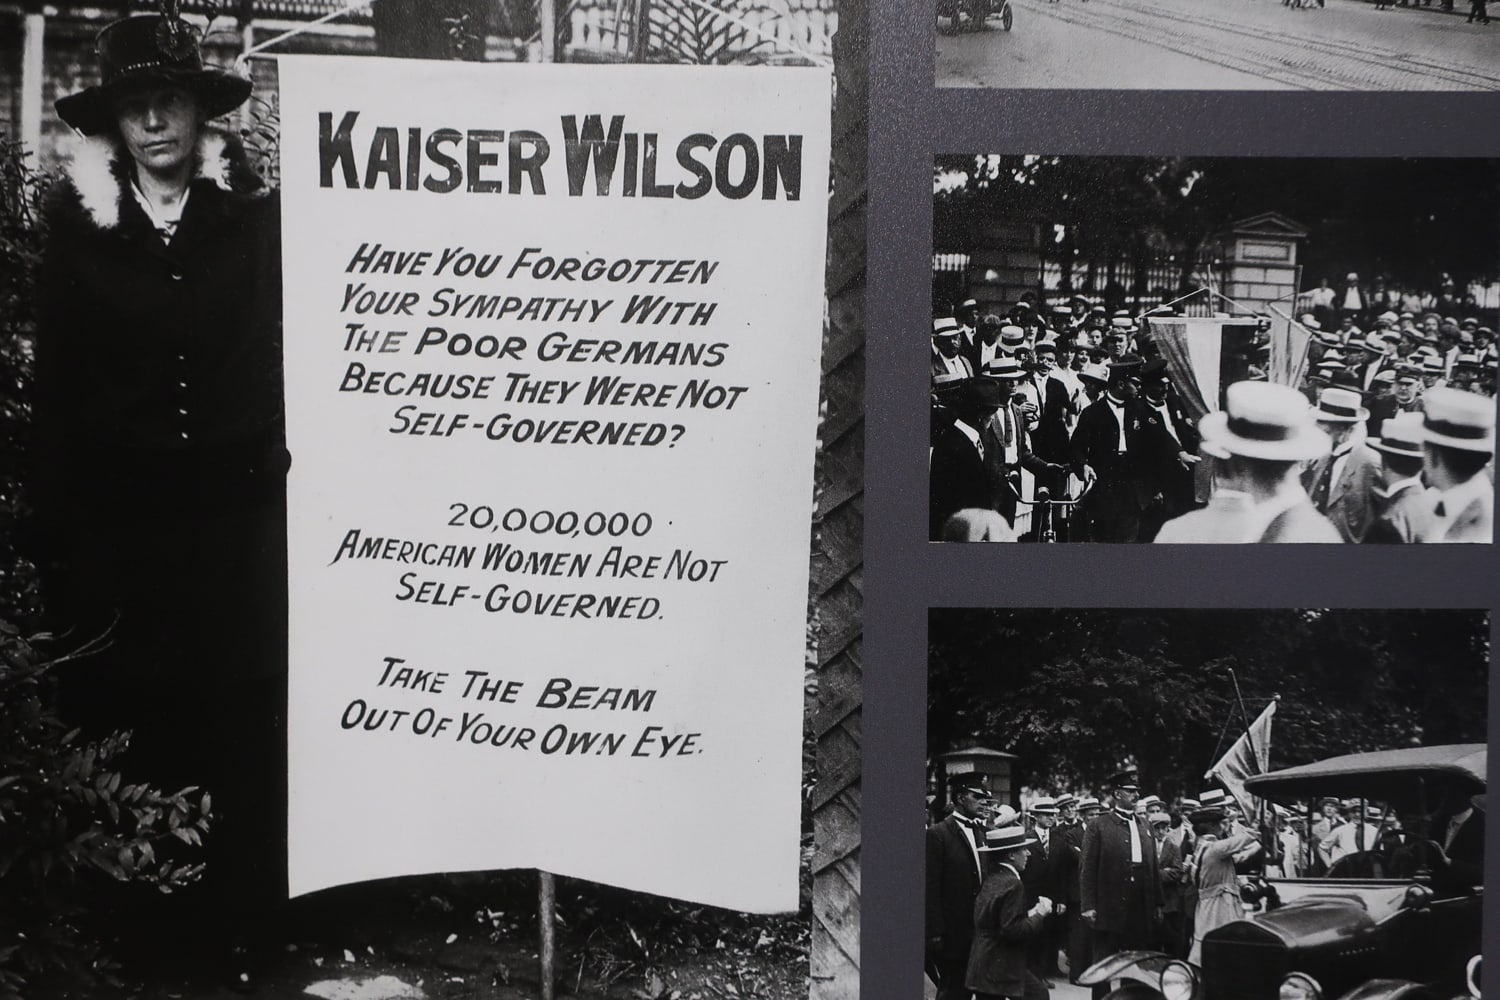 KAISER WILSON
HAVE YOU FORGOTTEN
YOUR SYMPATHY WITH
THE POOR GERMANS
BECAUSE THEY WERE NOT
SELF-GOVERNED?
20,000,000
AMERICAN WOMEN ARE NOT
SELF-GOVERNED.
TAKE THE BEAM
OUT OF YOUR OWN EYE.